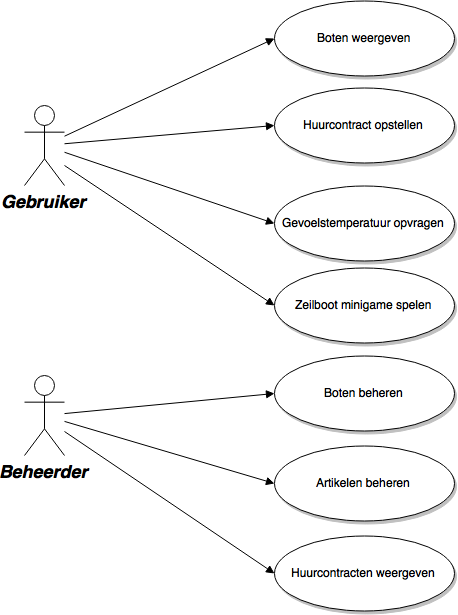 Boten weergeven
Huurcontract opstellen
Gebruiker
Gevoelstemperatuur opvragen
Zeilboot minigame spelen
Boten beheren
Beheerder
Artikelen beheren
Huurcontracten weergeven